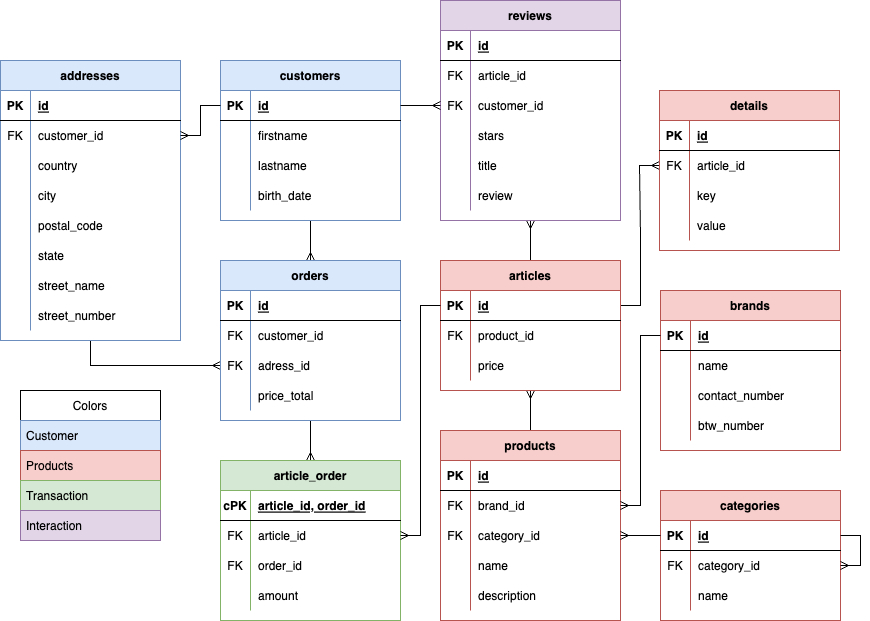 reviews
PK id
FK article_id
FK customer_id
stars
title
review
addresses
PK id
FK customer_id
country
city
postal_code
state
street_name
street_number
customers
PK id
firstname
lastname
birth_date
details
PK id
FK article_id
key
value
orders
PK id
FK customer_id
FK adress_id
price_total
articles
PK id
FK product_id
price
brands
PK id
name
contact_number
btw_number
Colors
Customer
Products
Transaction
Interaction
article_order
cPK article_id, order_id
FK article_id
FK order_id
amount
products
PK id
FK brand_id
FK category_id
name
description
categories
PK id
FK category_id
name